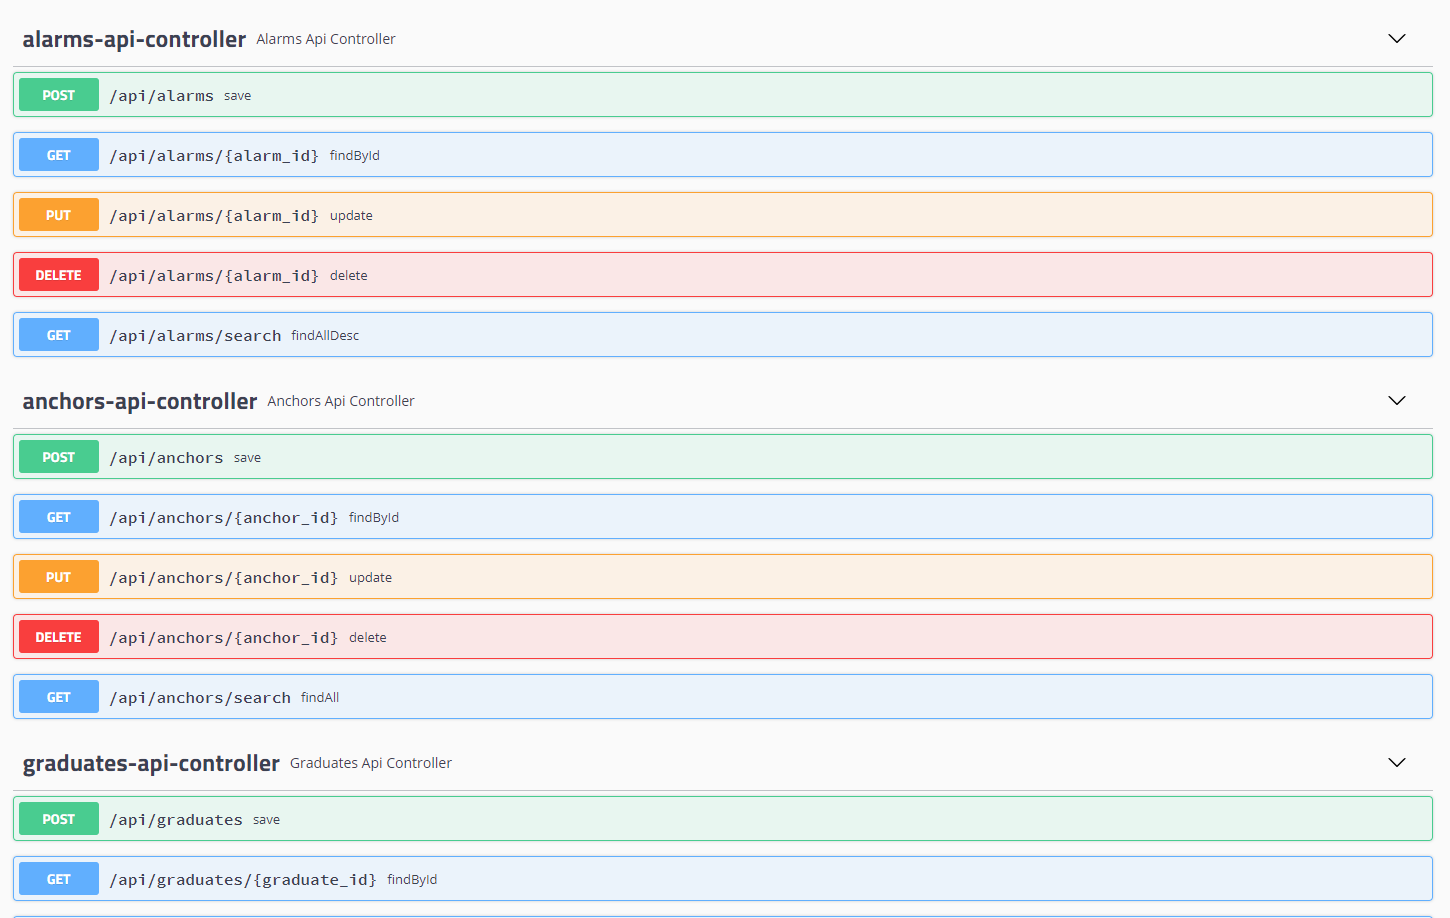 alarms-api-controller Alarms Api Controller
POST /api/alarms save
GET /api/alarms/{alarm_id} findById
PUT /api/alarms/{alarm_id} update
DELETE /api/alarms/{alarm_id} delete
GET /api/alarms/search findAllDesc
anchors-api-controller Anchors Api Controller
POST /api/anchors save
GET /api/anchors/{anchor_id} findById
PUT /api/anchors/{anchor_id} update
DELETE /api/anchors/{anchor_id} delete
GET /api/anchors/search findAll
graduates-api-controller Graduates Api Controller
POST /api/graduates save
GET /api/graduates/{graduate_id} findById